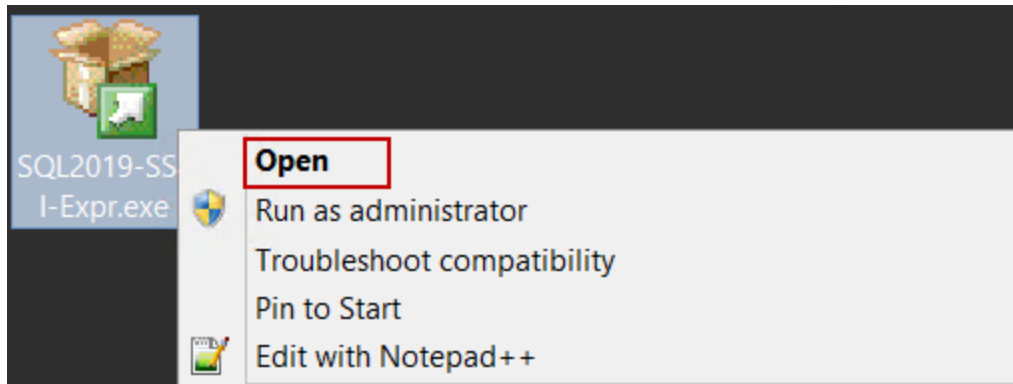 SQL2019-SS
I-Expr.exe
Open
Run as administrator
Troubleshoot compatibility
Pin to Start
Edit with Notepad++